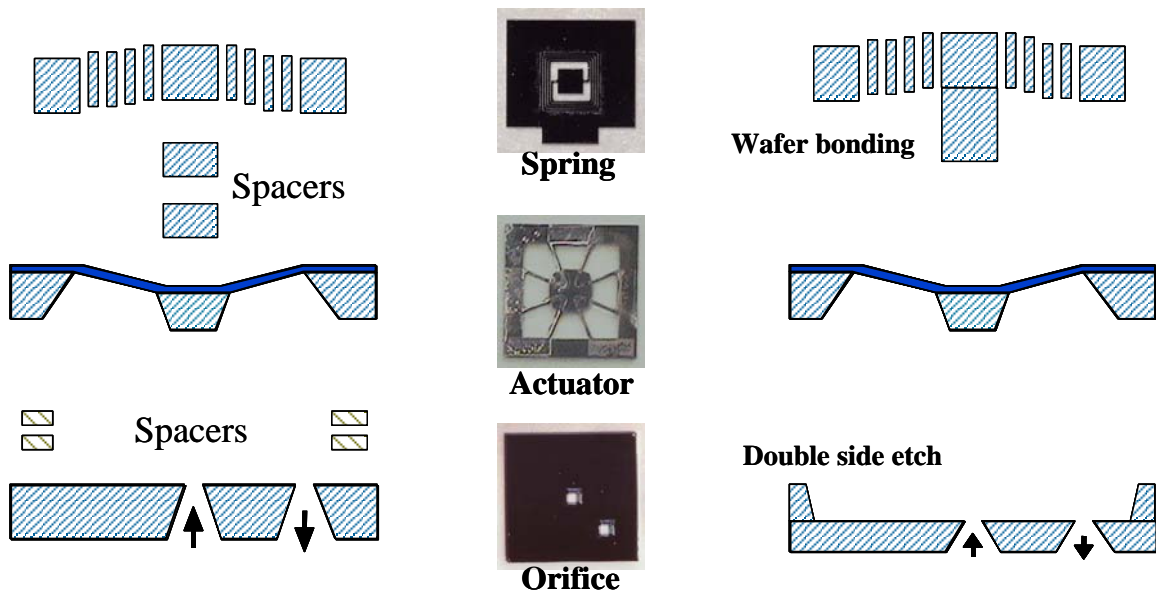 Spring
Wafer bonding
Spacers
Actuator
Spacers
Double side etch
Orifice